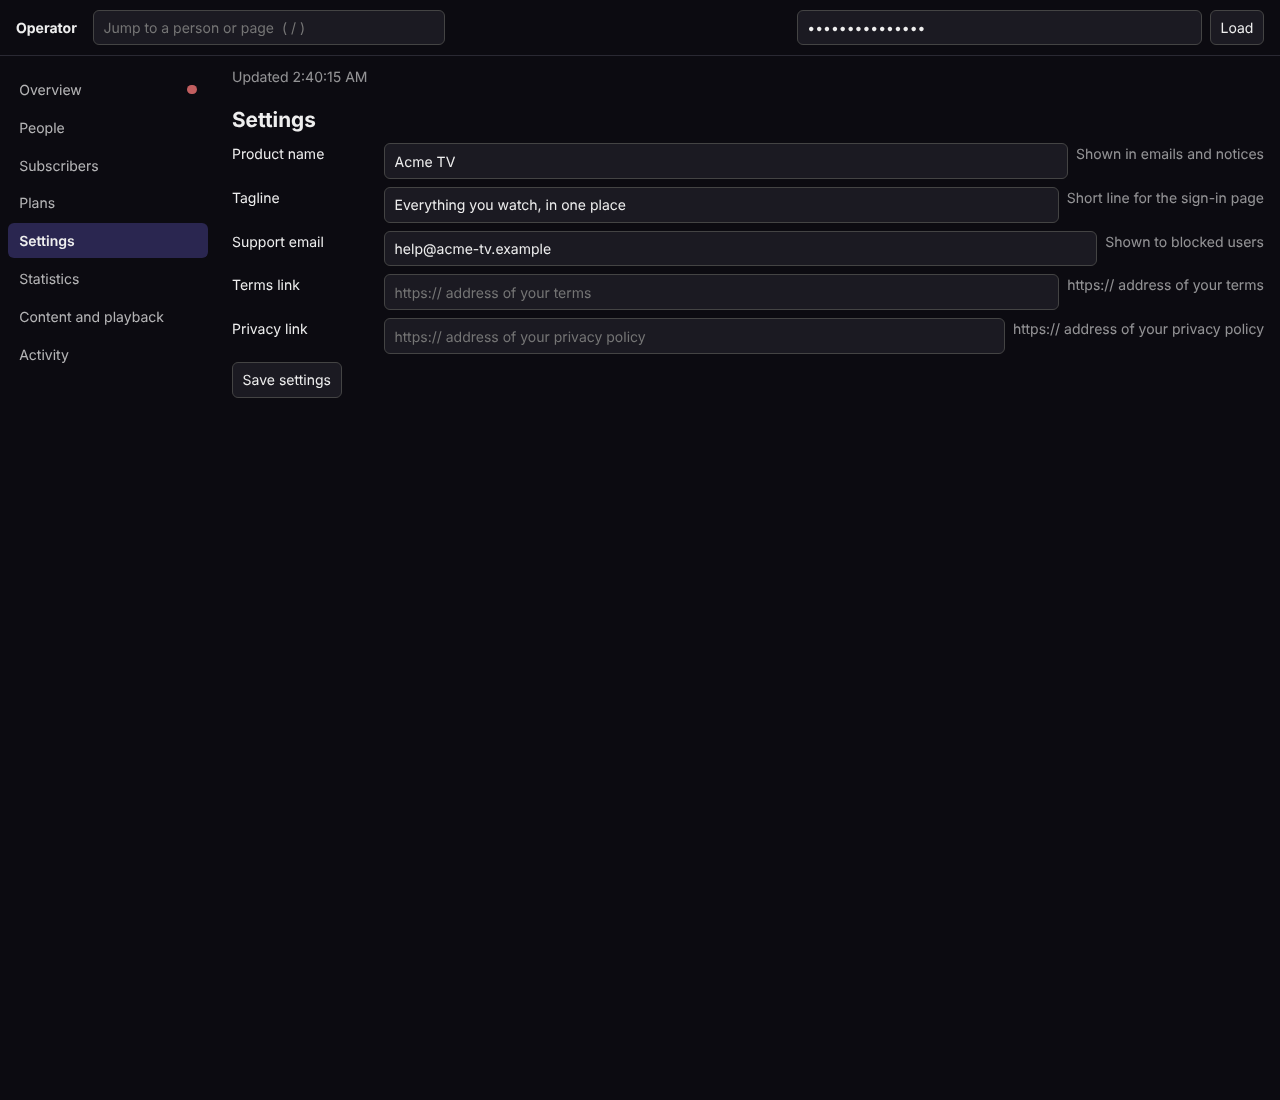 Operator
Jump to a person or page ( / )
•••••••••••••••
Load
Overview
People
Subscribers
Plans
Settings
Statistics
Content and playback
Activity
Updated 2:40:15 AM
Settings
Product name
Acme TV
Shown in emails and notices
Tagline
Everything you watch, in one place
Short line for the sign-in page
Support email
help@acme-tv.example
Shown to blocked users
Terms link
https:// address of your terms
https:// address of your terms
Privacy link
https:// address of your privacy policy
https:// address of your privacy policy
Save settings